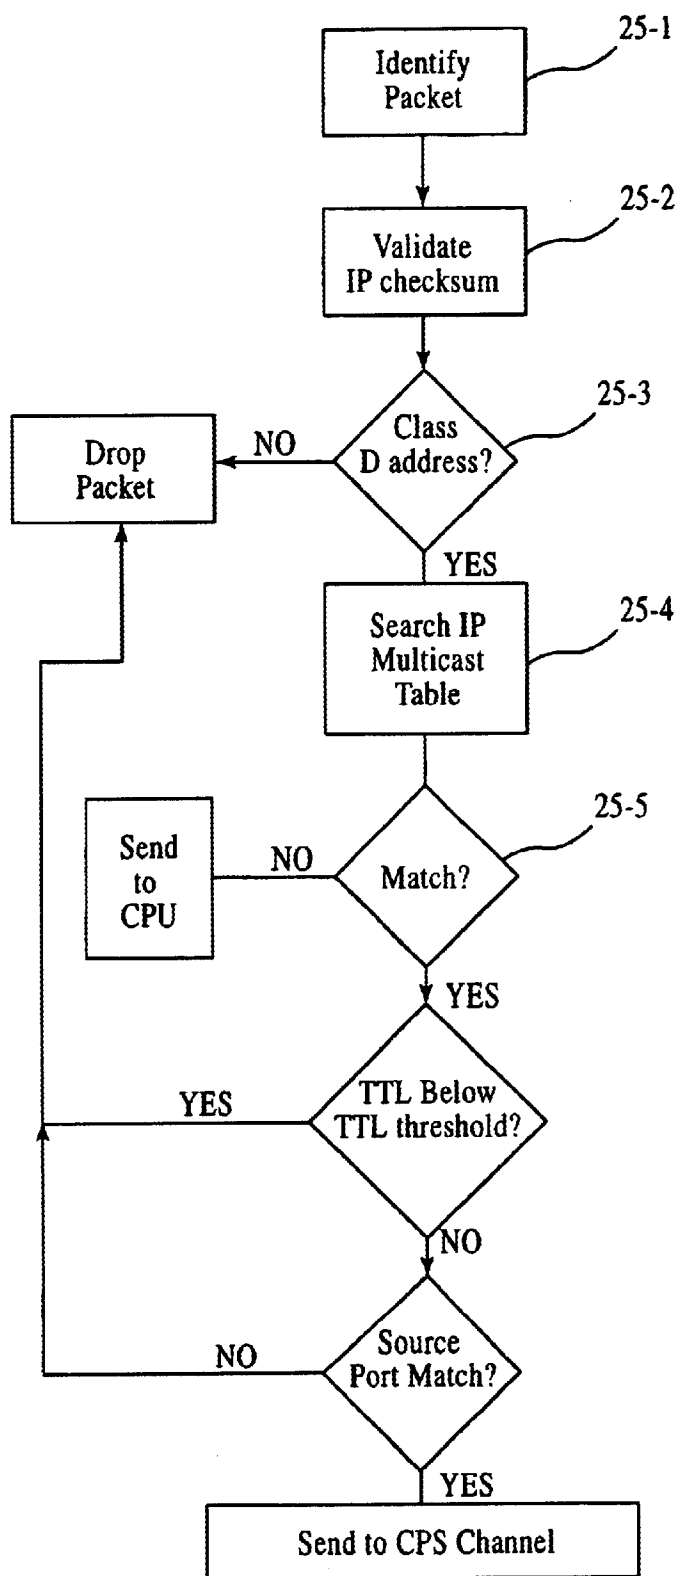 25-1
Identify
Packet
25-2
Validate
IP checksum
25-3
Class
D address?
NO
Drop
Packet
YES
25-4
Search IP
Multicast
Table
25-5
Match?
NO
Send
to
CPU
YES
TTL Below
TTL threshold?
YES
NO
Source
Port Match?
NO
YES
Send to CPS Channel